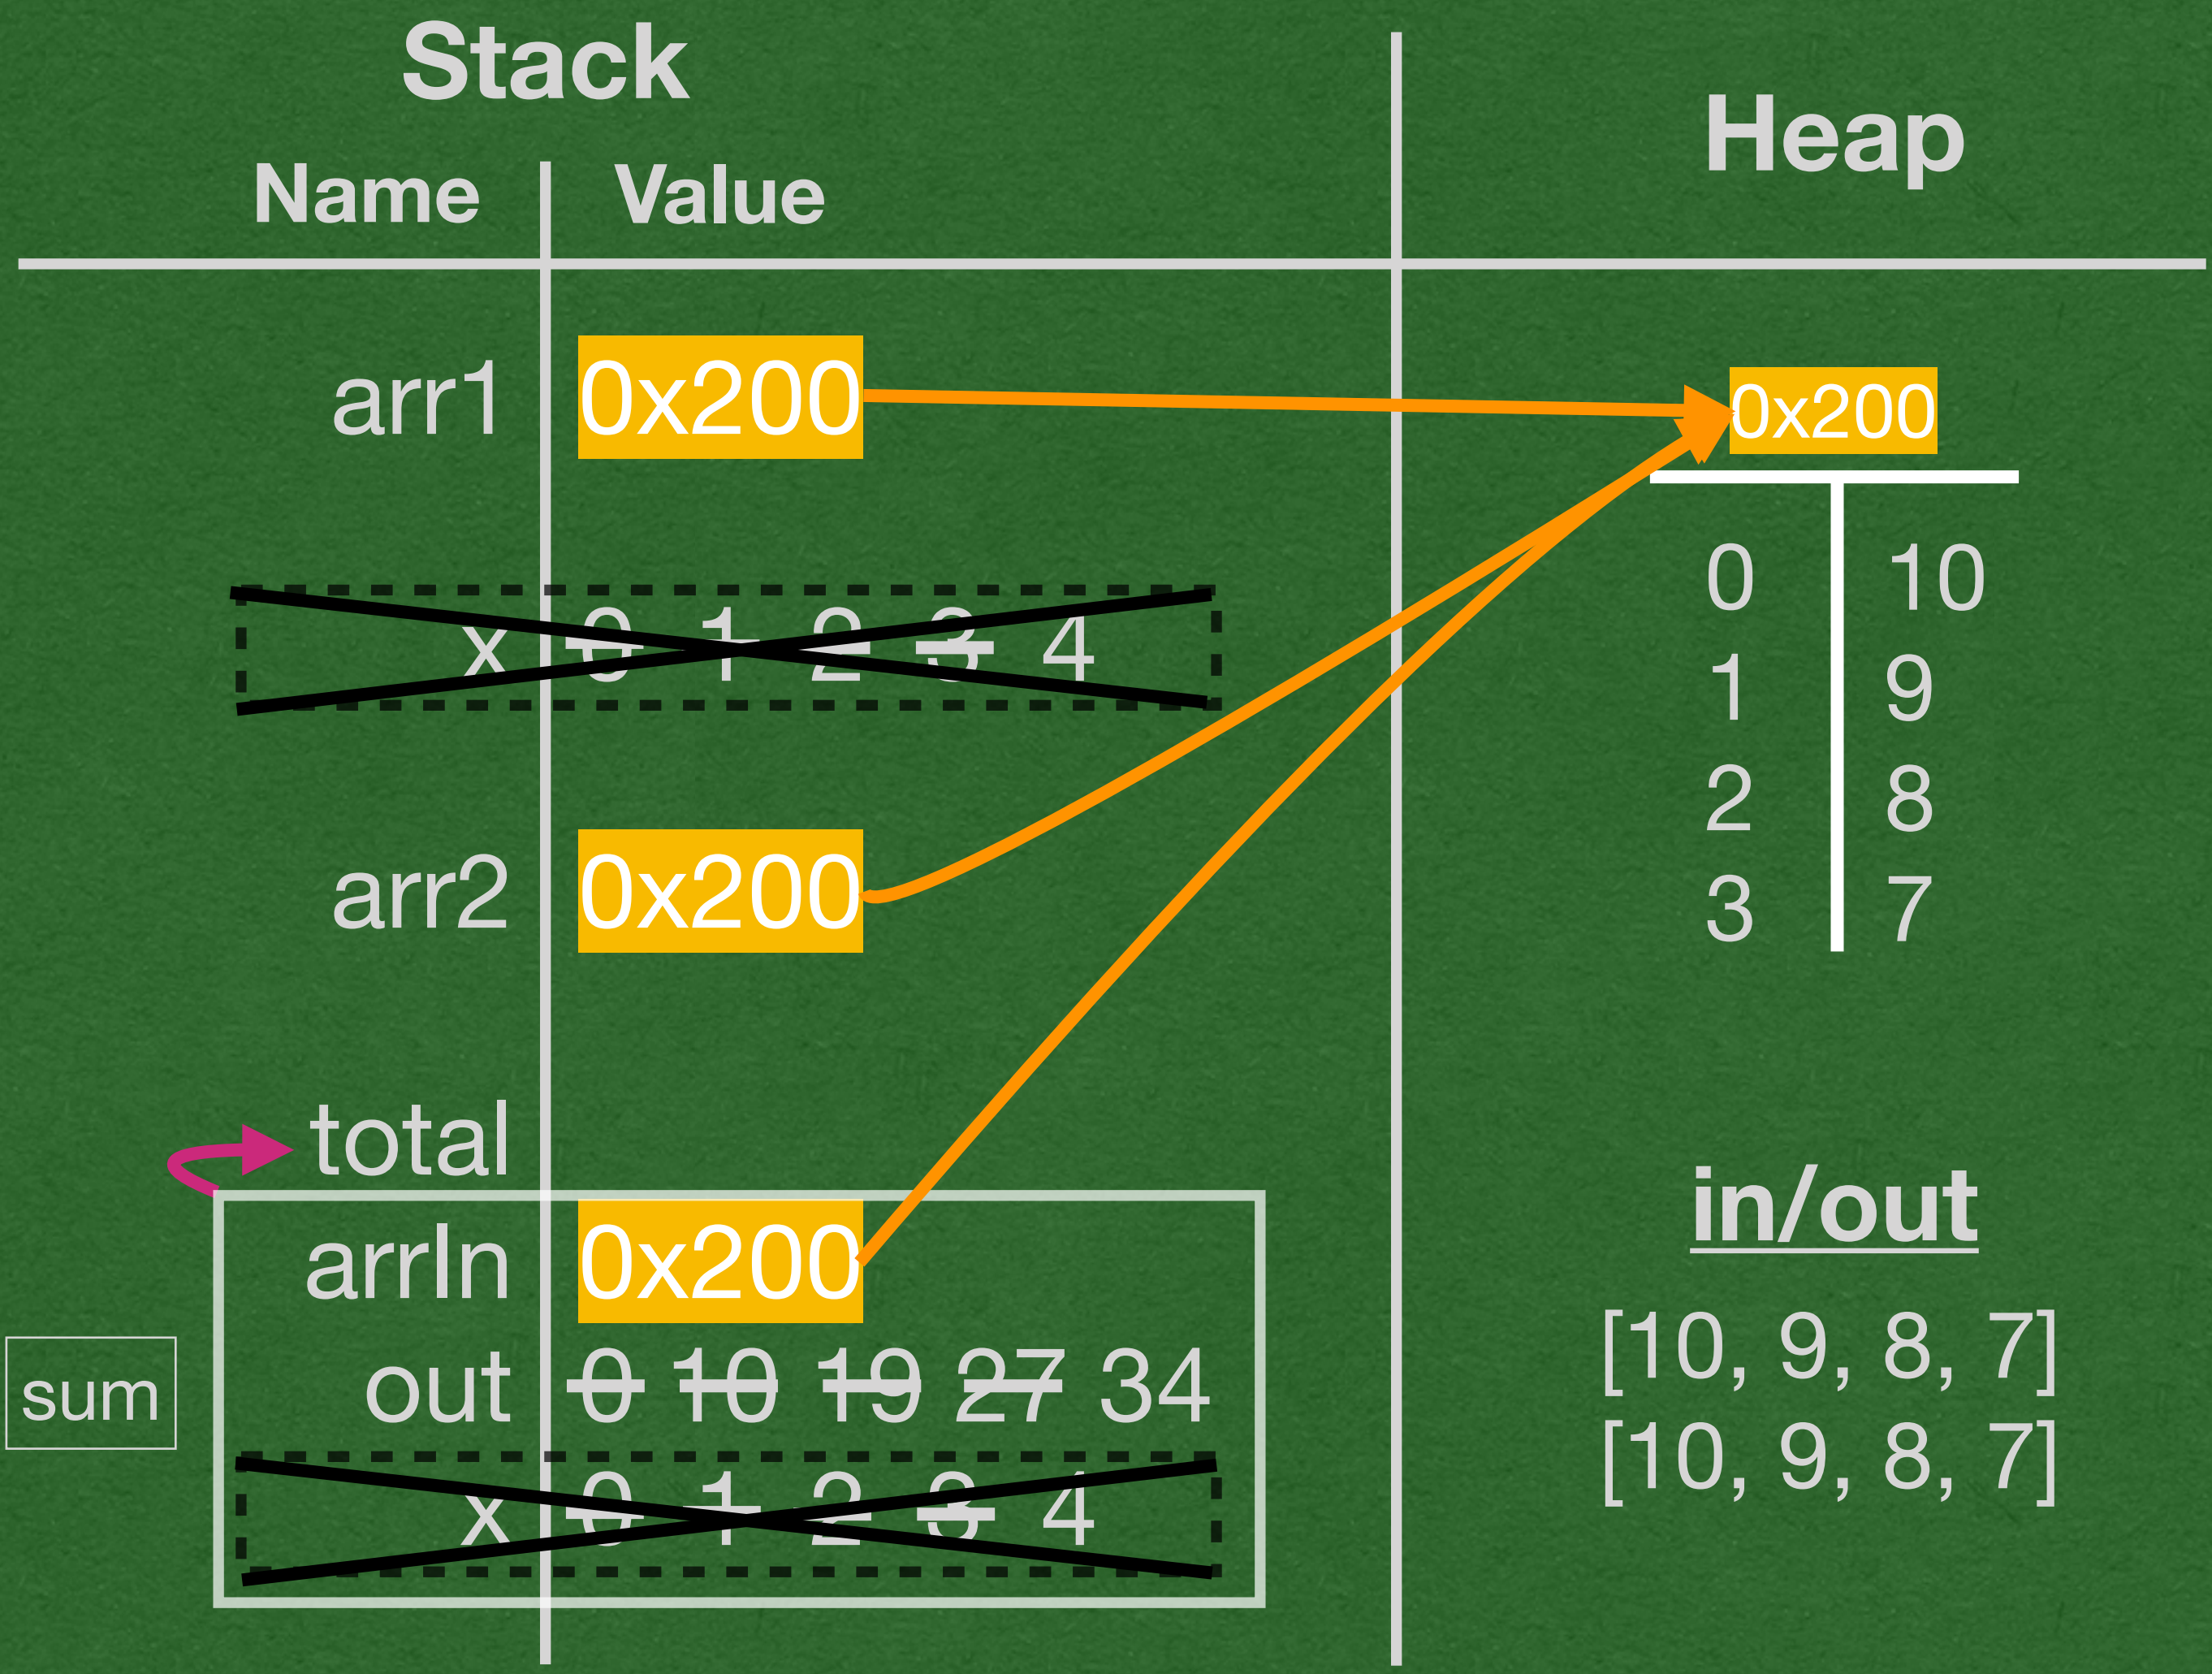 Stack
Heap
Name Value
arr1 0x200
0x200
0 10
x 0 1 2 3 4
1 9
2 8
arr2 0x200
3 7
total
in/out
arrIn 0x200
[10, 9, 8, 7]
sum
out 0 10 19 27 34
[10, 9, 8, 7]
x 0 1 2 3 4